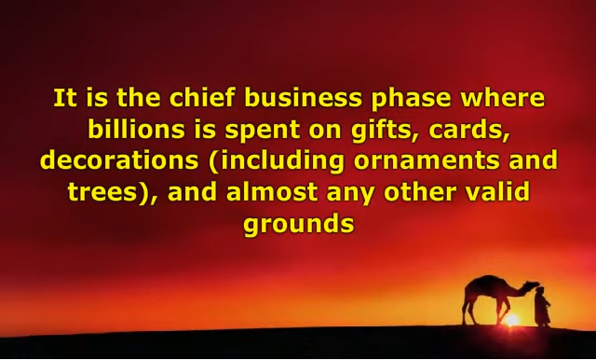 It is the chief business phase where
billions is spent on gifts, cards,
decorations (including ornaments and
trees), and almost any other valid
grounds